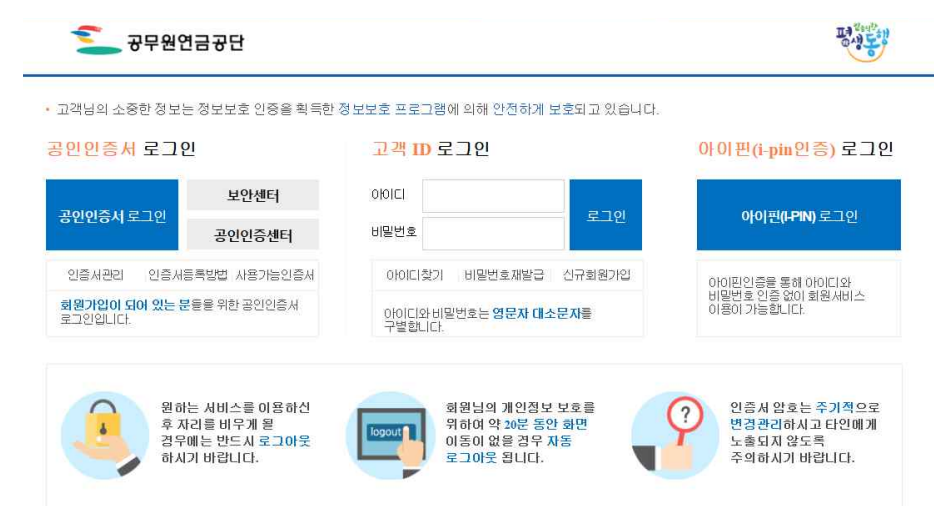 공무원연금공단
평생동행
• 고객님의 소중한 정보는 정보보호 인증을 획득한 정보보호 프로그램에 의해 안전하게 보호되고 있습니다.
공인인증서 로그인
공인인증서 로그인
보안센터
공인인증센터
인증서관리 인증서등록방법 사용가능인증서
회원가입이 되어 있는 분들을 위한 공인인증서
로그인입니다.
고객 ID 로그인
아이디
비밀번호
로그인
아이디찾기 비밀번호재발급 신규회원가입
아이디와 비밀번호는 영문자 대소문자를
구별합니다.
아이핀(i-pin인증) 로그인
아이핀(I-PIN) 로그인
아이핀인증을 통해 아이디와
비밀번호 인증 없이 회원서비스
이용이 가능합니다.
원하는 서비스를 이용하신
후 자리를 비우게 될
경우에는 반드시 로그아웃
하시기 바랍니다.
logout
회원님의 개인정보 보호를
위하여 약 20분 동안 화면
이동이 없을 경우 자동
로그아웃 됩니다.
?
인증서 암호는 주기적으로
변경관리하시고 타인에게
노출되지 않도록
주의하시기 바랍니다.